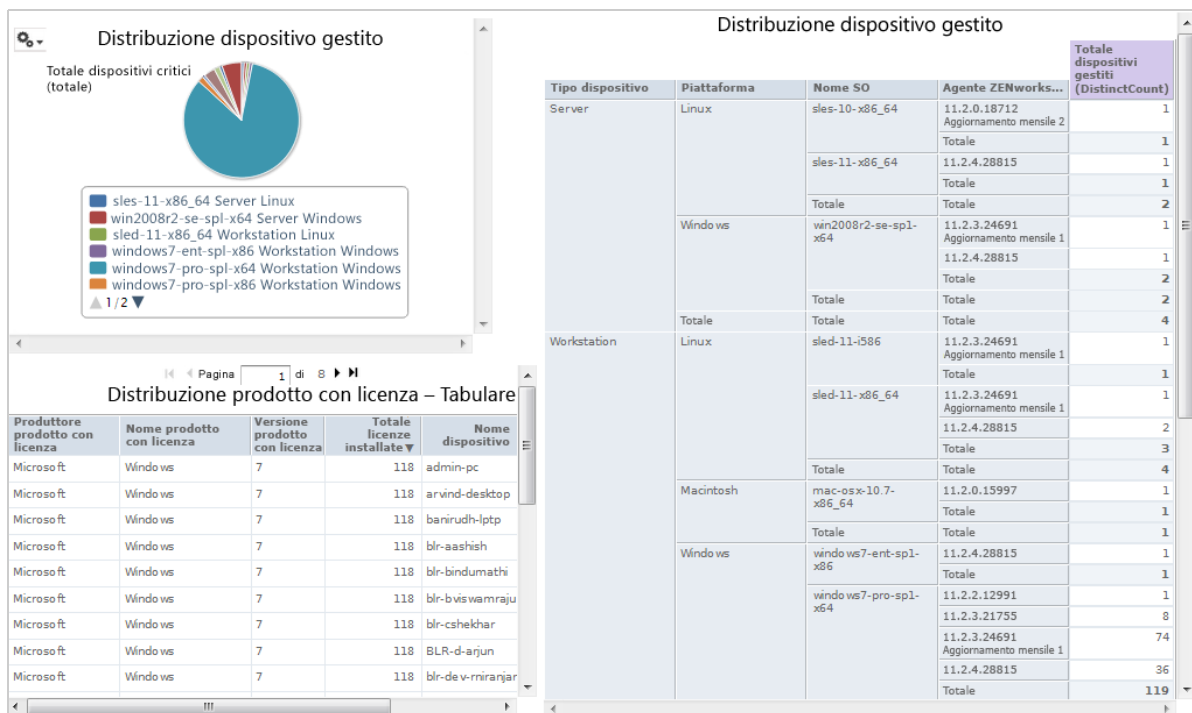 Distribuzione dispositivo gestito
Totale dispositivi critici
(totale)
sles-11-x86_64 Server Linux
win2008r2-se-spl-x64 Server Windows
sled-11-x86_64 Workstation Linux
windows7-ent-spl-x86 Workstation Windows
windows7-pro-spl-x64 Workstation Windows
windows7-pro-spl-x86 Workstation Windows
1/2
Pagina 1 di 8
Distribuzione prodotto con licenza – Tabulare
Produttore prodotto con licenza Nome prodotto con licenza Versione prodotto con licenza Totale licenze installate Nome dispositivo
Microsoft Windows 7 118 admin-pc
Microsoft Windows 7 118 arvind-desktop
Microsoft Windows 7 118 banirudh-lptp
Microsoft Windows 7 118 blr-aashish
Microsoft Windows 7 118 blr-bindumathi
Microsoft Windows 7 118 blr-bviswamraju
Microsoft Windows 7 118 blr-cshekhar
Microsoft Windows 7 118 BLR-d-arjun
Microsoft Windows 7 118 blr-dev-rniranjar
Distribuzione dispositivo gestito
Tipo dispositivo Piattaforma Nome SO Agente ZENworks... Totale dispositivi gestiti (DistinctCount)
Server Linux sles-10-x86_64 11.2.0.18712 1
Aggiornamento mensile 2
Totale 1
sles-11-x86_64 11.2.4.28815 1
Totale 1
Totale Totale 2
Windows win2008r2-se-sp1-x64 11.2.3.24691 1
Aggiornamento mensile 1
11.2.4.28815 1
Totale 2
Totale Totale 2
Totale Totale Totale 4
Workstation Linux sled-11-i586 11.2.3.24691 1
Aggiornamento mensile 1
Totale 1
sled-11-x86_64 11.2.3.24691 1
Aggiornamento mensile 1
11.2.4.28815 2
Totale 3
Totale Totale 4
Macintosh mac-osx-10.7-x86_64 11.2.0.15997 1
Totale 1
Totale Totale 1
Windows windows7-ent-sp1-x86 11.2.4.28815 1
Totale 1
windows7-pro-sp1-x64 11.2.2.12991 1
11.2.3.21755 8
11.2.3.24691 74
Aggiornamento mensile 1
11.2.4.28815 36
Totale 119